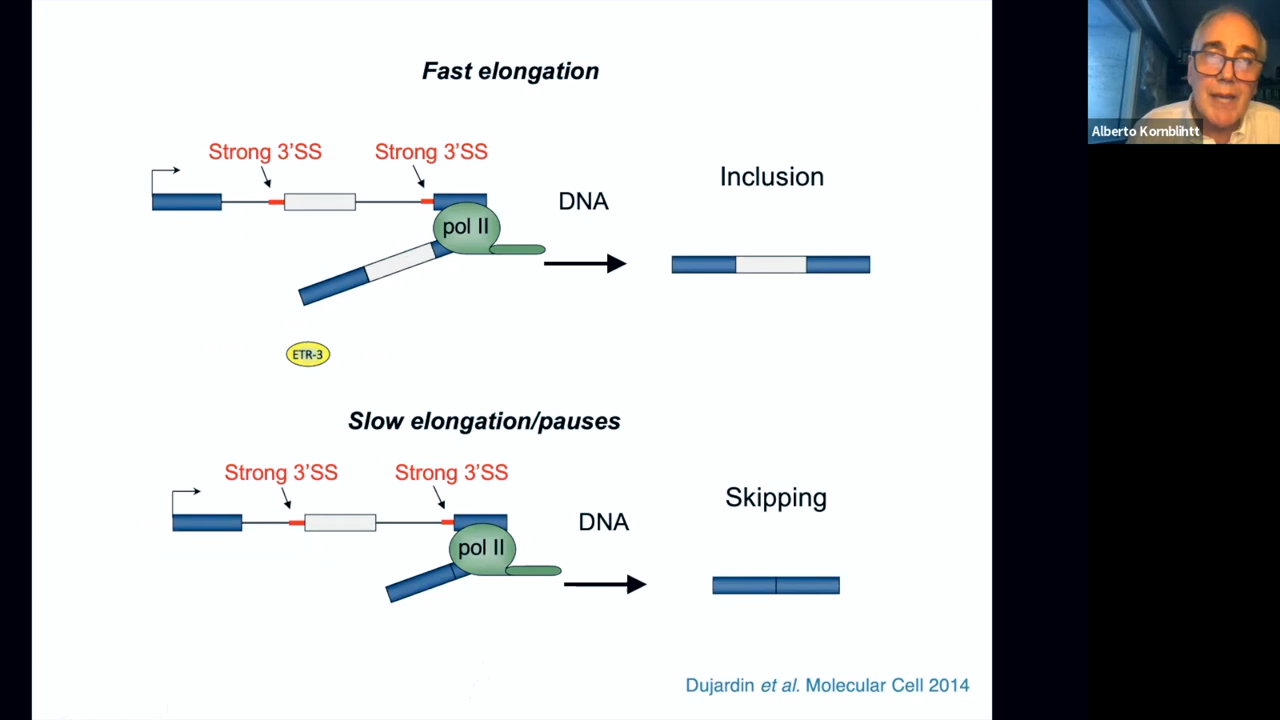 Fast elongation
Strong 3'SS
Strong 3'SS
Inclusion
DNA
pol II
ETR-3
Slow elongation/pauses
Strong 3'SS
Strong 3'SS
Skipping
DNA
pol II
Dujardin et al. Molecular Cell 2014
Alberto Kornblihtt